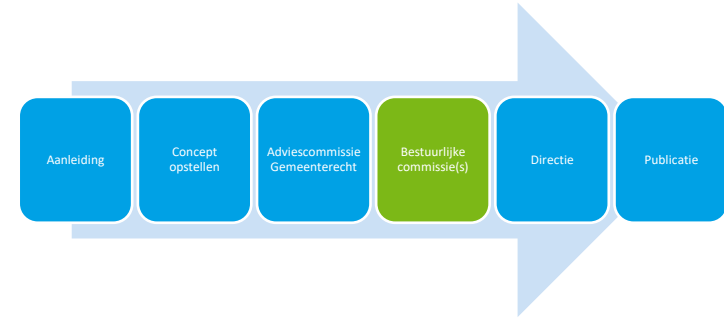 Aanleiding
Concept
opstellen
Adviescommissie
Gemeenterecht
Bestuurlijke
commissie(s)
Directie
Publicatie